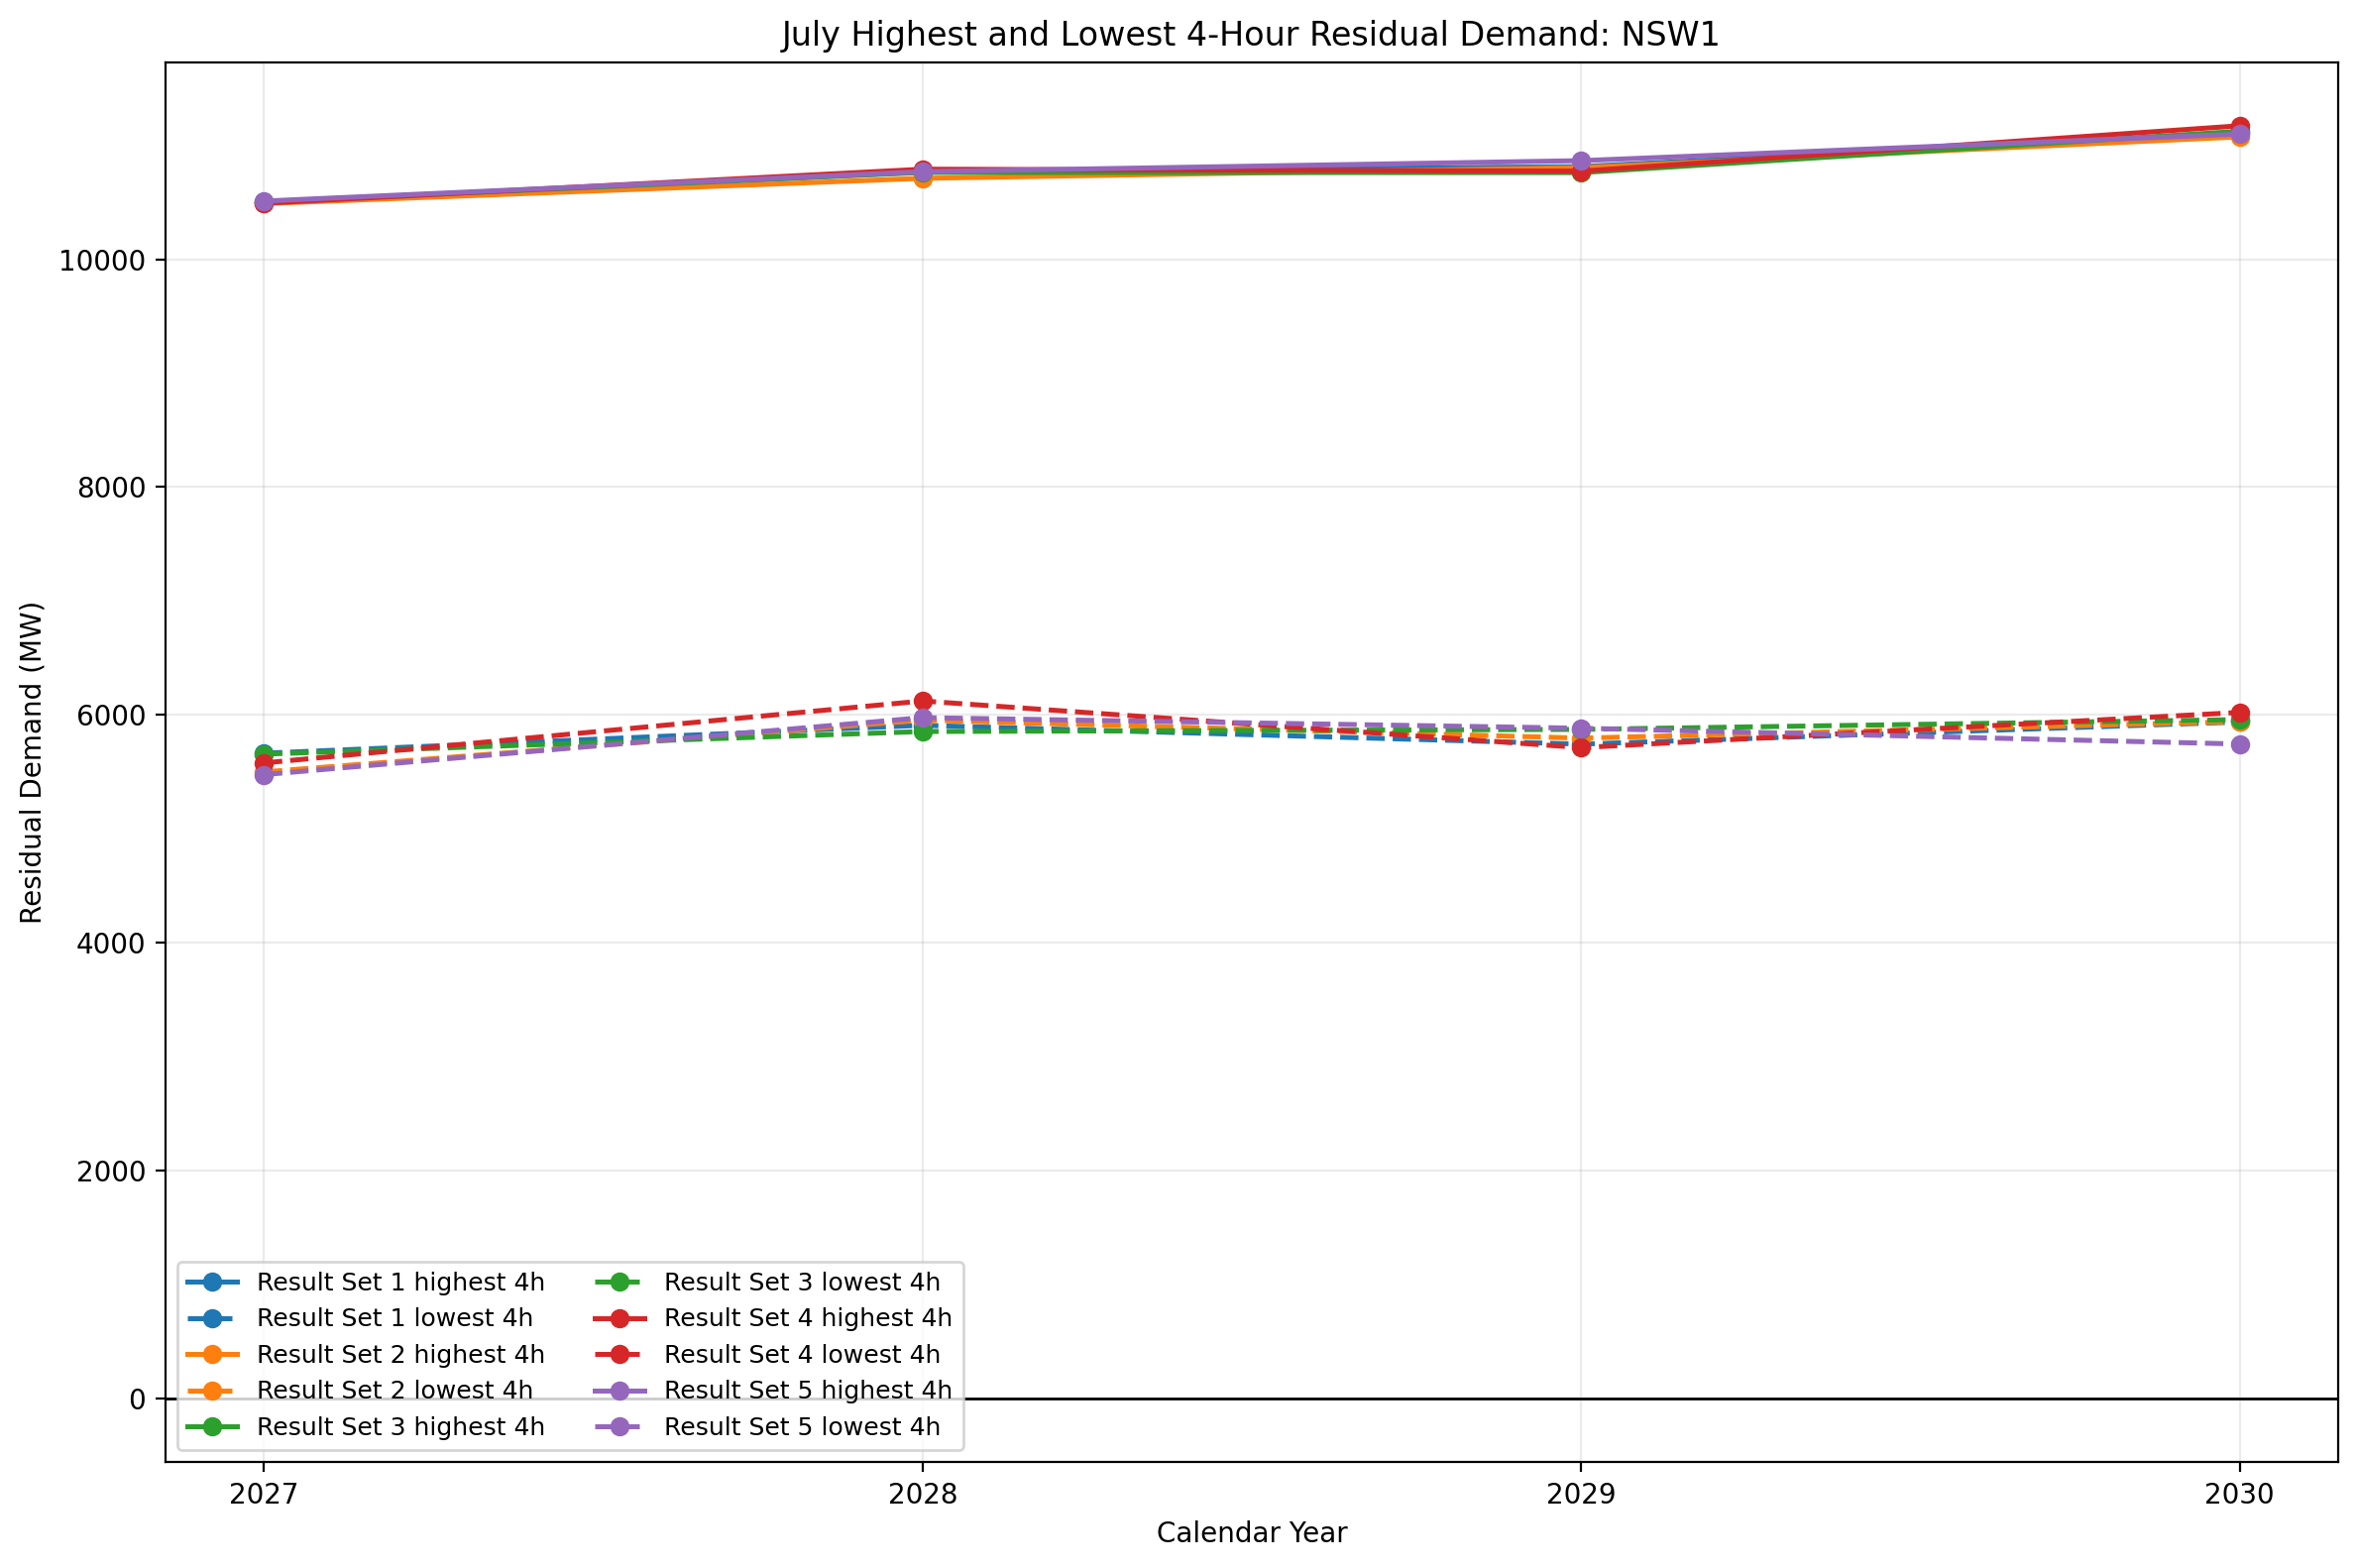 July Highest and Lowest 4-Hour Residual Demand: NSW1
Residual Demand (MW)
10000
8000
6000
4000
2000
0
Result Set 1 highest 4h
Result Set 1 lowest 4h
Result Set 2 highest 4h
Result Set 2 lowest 4h
Result Set 3 highest 4h
Result Set 3 lowest 4h
Result Set 4 highest 4h
Result Set 4 lowest 4h
Result Set 5 highest 4h
Result Set 5 lowest 4h
2027 2028 2029 2030
Calendar Year